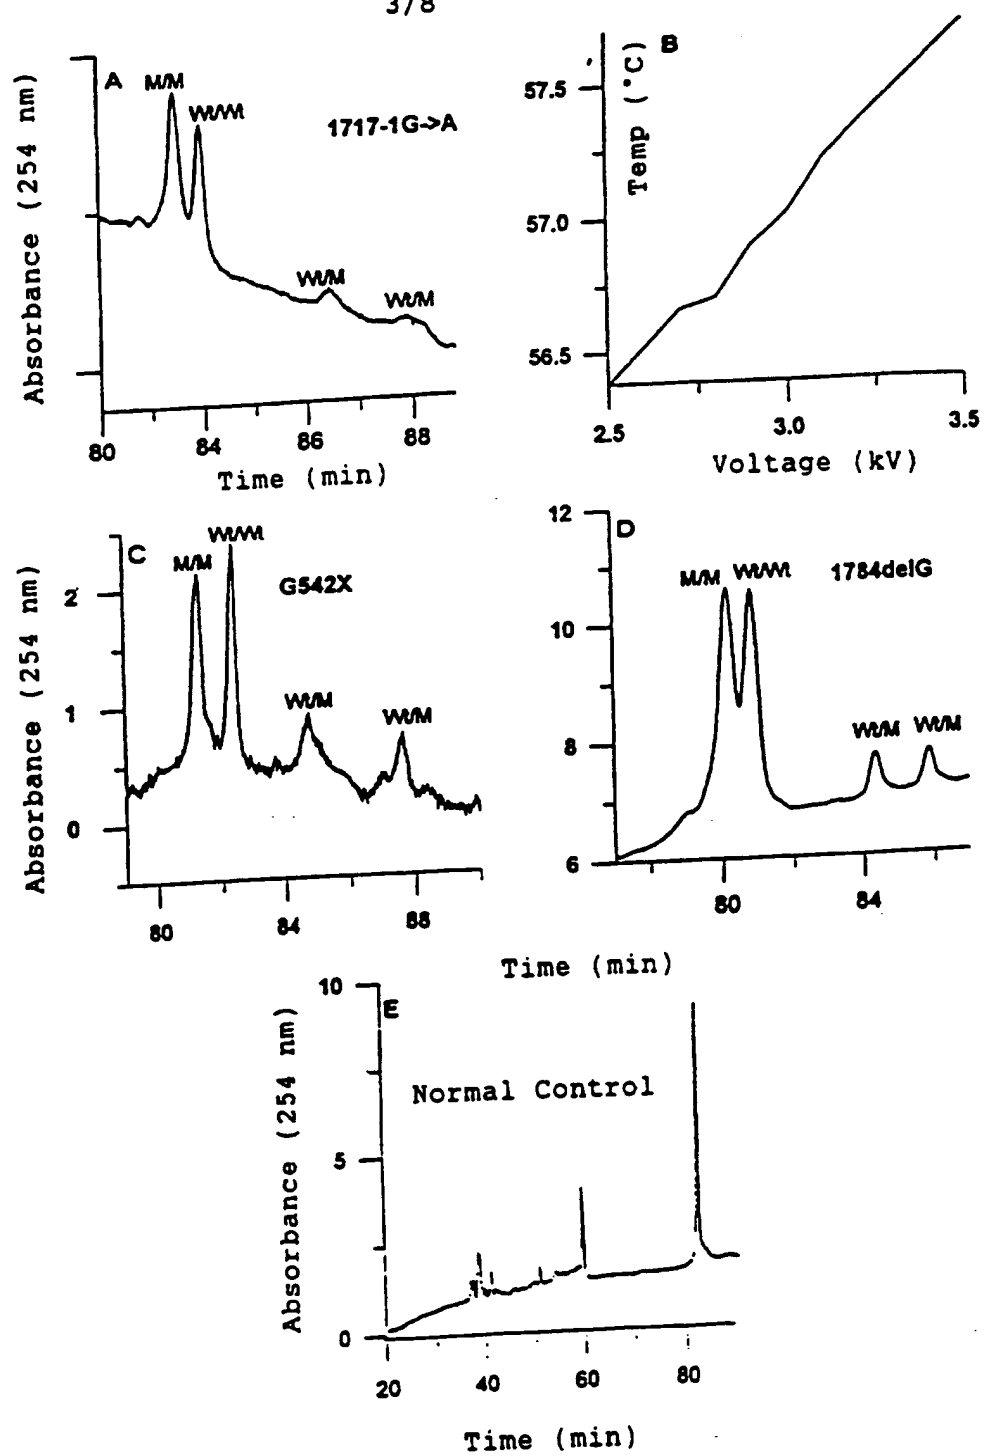 3/8
A
M/M
Wt/Wt
1717-1G->A
Absorbance (254 nm)
80
84
86
88
Time (min)
B
Temp (°C)
57.5
57.0
56.5
2.5
3.0
3.5
Voltage (kV)
C
M/M
Wt/Wt
G542X
Wt/M
Wt/M
Absorbance (254 nm)
2
1
0
80
84
88
Wt/M
Wt/M
D
M/M
Wt/Wt
1784delG
Wt/M
Wt/M
12
10
8
6
80
84
Time (min)
E
Normal Control
Absorbance (254 nm)
10
5
0
20
40
60
80
Time (min)